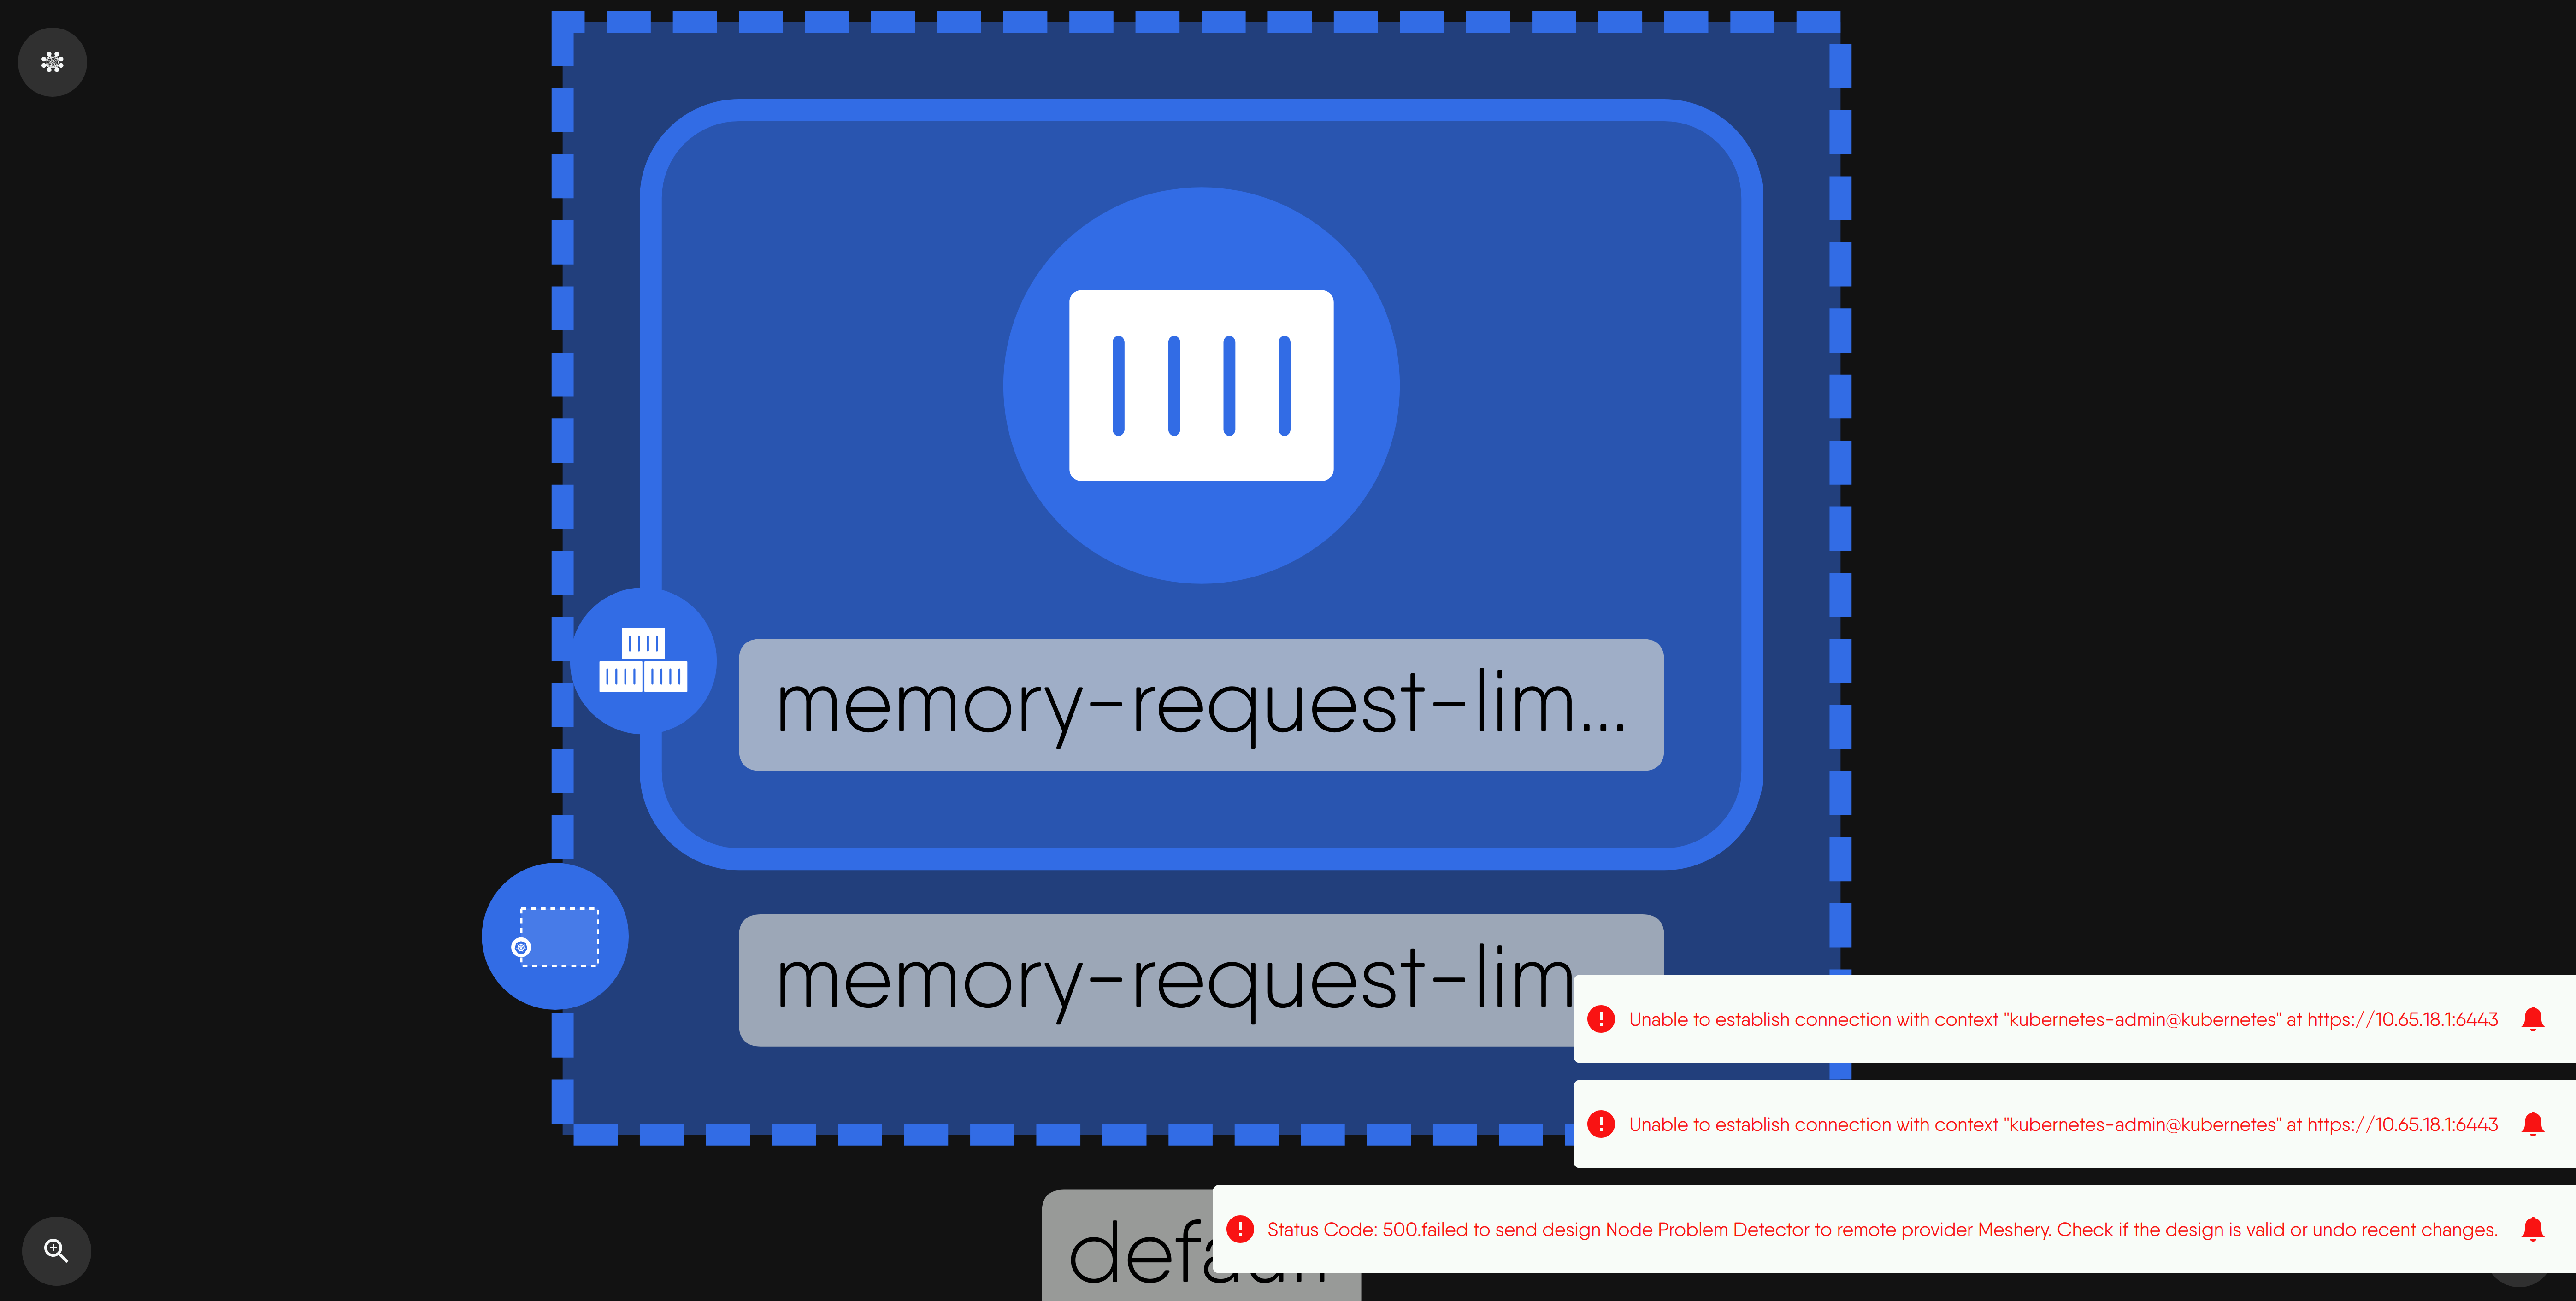 memory-request-lim...
memory-request-lim
Unable to establish connection with context "kubernetes-admin@kubernetes" at https://10.65.18.1:6443
Unable to establish connection with context "kubernetes-admin@kubernetes" at https://10.65.18.1:6443
default
Status Code: 500.failed to send design Node Problem Detector to remote provider Meshery. Check if the design is valid or undo recent changes.